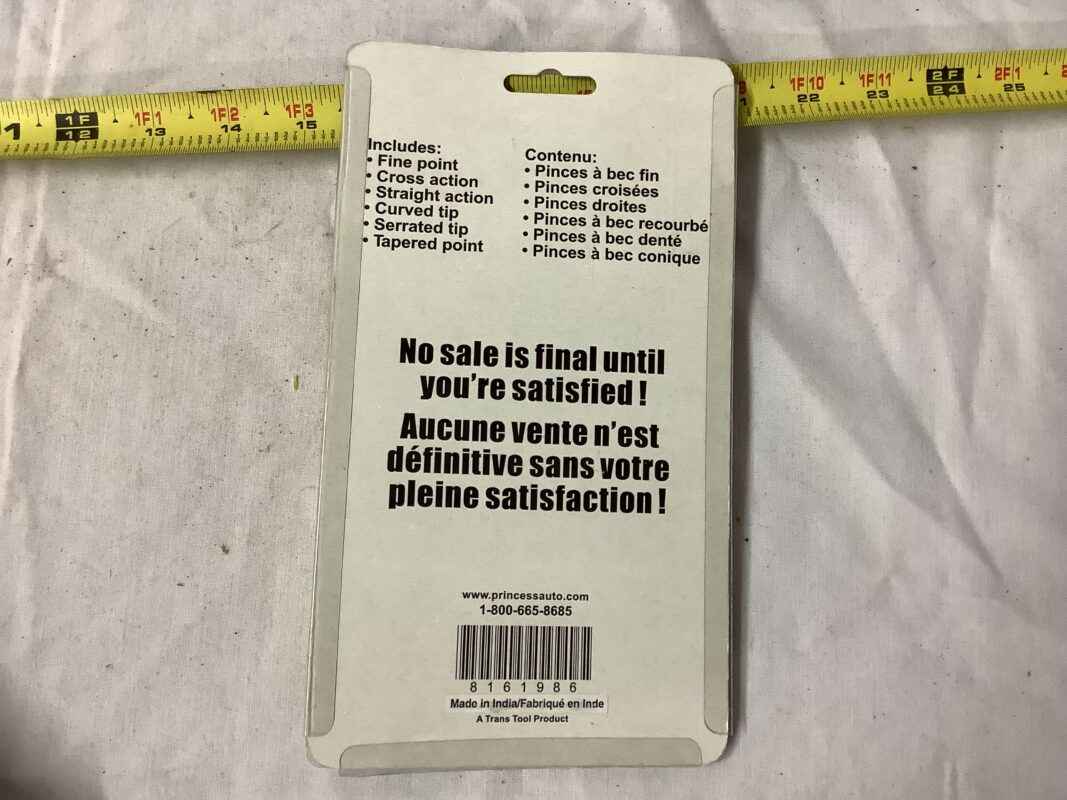 1 1F 12 1F1 13 1F2 14 1F3 15
1F10 22 1F11 23 2F 24 2F1 25
Includes:
• Fine point
• Cross action
• Straight action
• Curved tip
• Serrated tip
• Tapered point
Contenu:
• Pinces à bec fin
• Pinces croisées
• Pinces droites
• Pinces à bec recourbé
• Pinces à bec denté
• Pinces à bec conique
No sale is final until
you're satisfied !
Aucune vente n'est
définitive sans votre
pleine satisfaction !
www.princessauto.com
1-800-665-8685
8161986
Made in India/Fabriqué en Inde
A Trans Tool Product